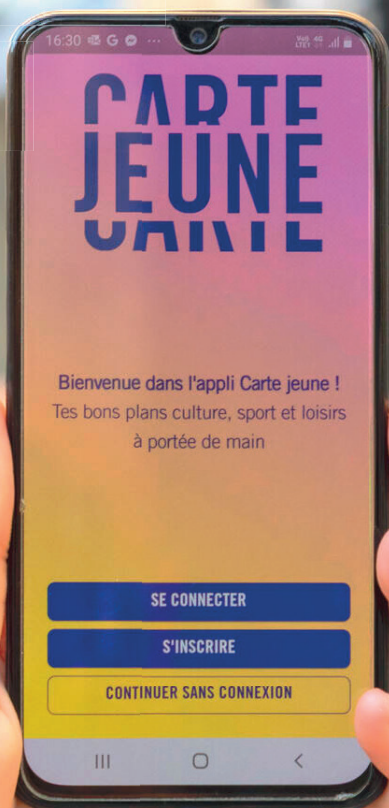 16:30
CARTE
JEUNE
CARTE
Bienvenue dans l'appli Carte jeune !
Tes bons plans culture, sport et loisirs
à portée de main
SE CONNECTER
S'INSCRIRE
CONTINUER SANS CONNEXION